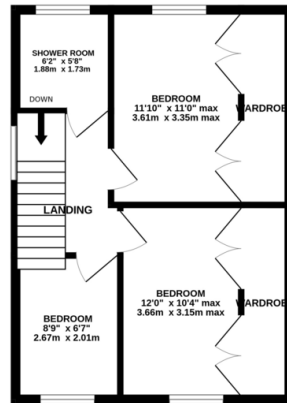 SHOWER ROOM
6'2" x 5'8"
1.88m x 1.73m
DOWN
BEDROOM
11'10" x 11'0" max
3.61m x 3.35m max
WARDROBE
LANDING
BEDROOM
12'0" x 10'4" max
3.66m x 3.15m max
WARDROBE
BEDROOM
8'9" x 6'7"
2.67m x 2.01m